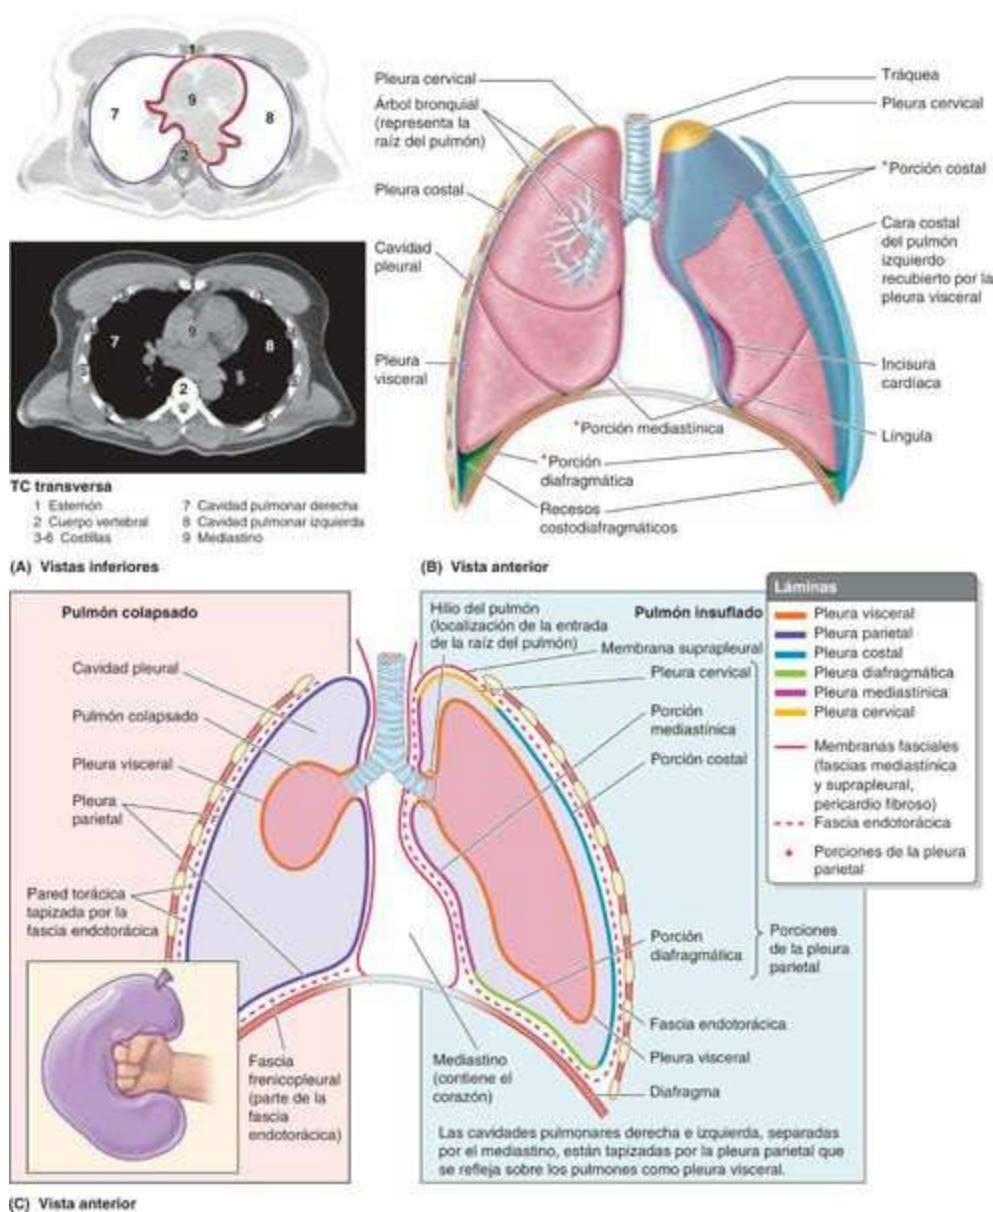 1
7
9
8
2
7
9
8
2
TC transversa
1 Esternón
2 Cuerpo vertebral
3-6 Costillas
7 Cavidad pulmonar derecha
8 Cavidad pulmonar izquierda
9 Mediastino
(A) Vistas inferiores
Pleura cervical
Árbol bronquial
(representa la
raíz del pulmón)
Pleura costal
Cavidad
pleural
Pleura
visceral
Tráquea
Pleura cervical
*Porción costal
Cara costal
del pulmón
izquierdo
recubierto por la
pleura visceral
Incisura
cardíaca
Língula
*Porción mediastínica
*Porción
diafragmática
Recesos
costodiafragmáticos
(B) Vista anterior
Pulmón colapsado
Cavidad pleural
Pulmón colapsado
Pleura visceral
Pleura
parietal
Pared torácica
tapizada por la
fascia endotorácica
Fascia
frenicopleural
(parte de la
fascia
endotorácica)
Hilio del pulmón
(localización de la entrada
de la raíz del pulmón)
Pulmón insuflado
Membrana suprapleural
Pleura cervical
Porción
mediastínica
Porción costal
Porción
diafragmática
Porciones
de la pleura
parietal
Fascia endotorácica
Pleura visceral
Diafragma
Mediastino
(contiene el
corazón)
Las cavidades pulmonares derecha e izquierda, separadas
por el mediastino, están tapizadas por la pleura parietal que
se refleja sobre los pulmones como pleura visceral.
Láminas
Pleura visceral
Pleura parietal
Pleura costal
Pleura diafragmática
Pleura mediastínica
Pleura cervical
Membranas fasciales
(fascias mediastínica
y suprapleural,
pericardio fibroso)
Fascia endotorácica
* Porciones de la pleura
parietal
(C) Vista anterior